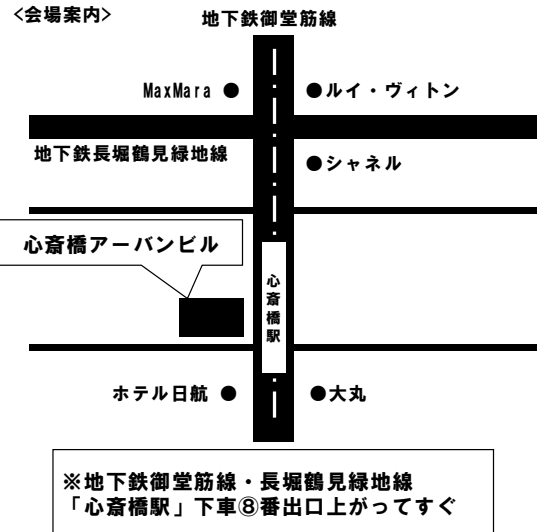 <会場案内>
地下鉄御堂筋線
MaxMara ●
●ルイ・ヴィトン
地下鉄長堀鶴見緑地線
●シャネル
心斎橋アーバンビル
心斎橋駅
ホテル日航 ●
●大丸
※地下鉄御堂筋線・長堀鶴見緑地線
「心斎橋駅」下車⑧番出口上がってすぐ